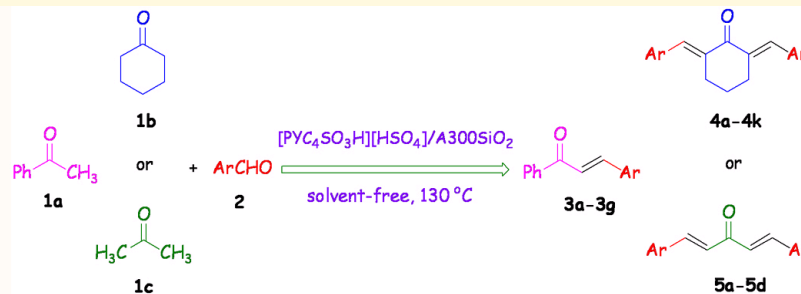 O
1b
O
Ph
CH3
1a
or
O
H3C
CH3
1c
+
ArCHO
2
[PYC4SO3H][HSO4]/A300SiO2
solvent-free, 130 °C
O
Ph
Ar
3a-3g
O
Ar
Ar
4a-4k
or
O
Ar
Ar
5a-5d